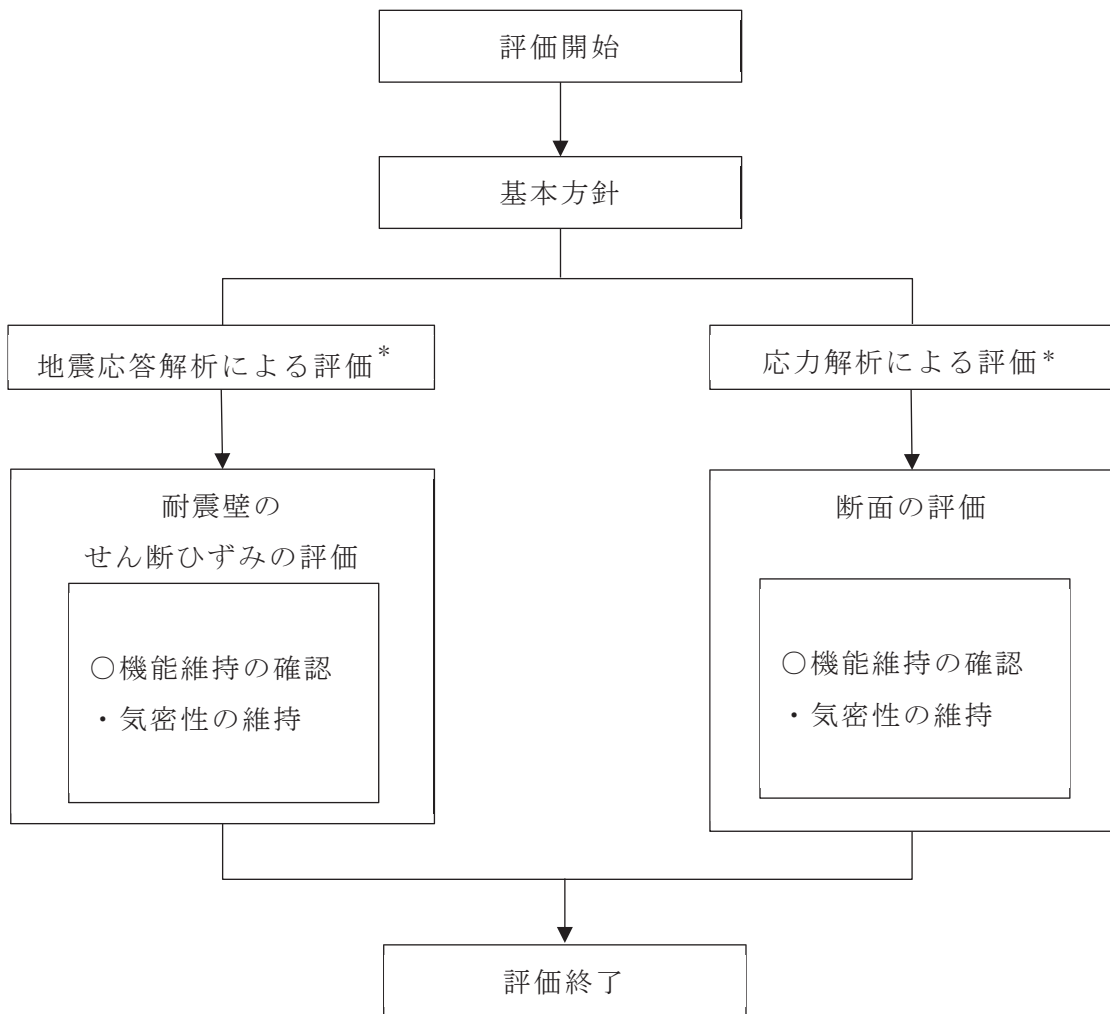 評価開始
基本方針
地震応答解析による評価*
応力解析による評価*
耐震壁の
せん断ひずみの評価
○機能維持の確認
・気密性の維持
断面の評価
○機能維持の確認
・気密性の維持
評価終了